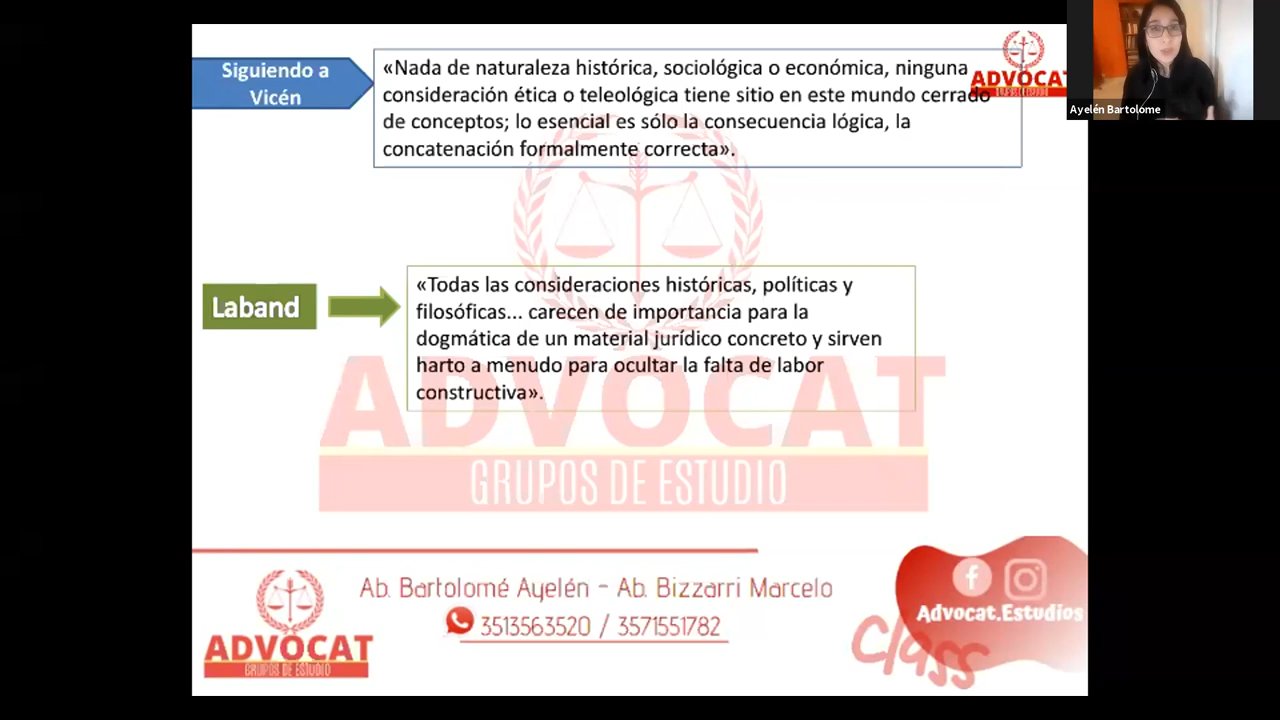 Siguiendo a
Vicén
«Nada de naturaleza histórica, sociológica o económica, ninguna
consideración ética o teleológica tiene sitio en este mundo cerrado
de conceptos; lo esencial es sólo la consecuencia lógica, la
concatenación formalmente correcta».
ADVOCAT
GRUPOS DE ESTUDIO
Ayelén Bartolome
Laband
«Todas las consideraciones históricas, políticas y
filosóficas... carecen de importancia para la
dogmática de un material jurídico concreto y sirven
harto a menudo para ocultar la falta de labor
constructiva».
ADVOCAT
GRUPOS DE ESTUDIO
Ab. Bartolomé Ayelén - Ab. Bizzarri Marcelo
3513563520 / 3571551782
ADVOCAT
GRUPOS DE ESTUDIO
Advocat.Estudios
Class